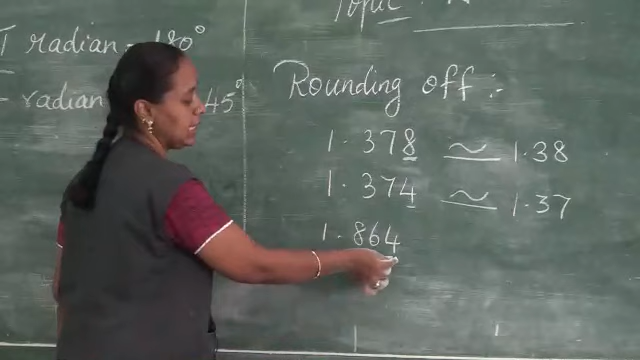 Topic :
π radian = 180°
radian 45°
Rounding off :-
1.378 ≃ 1.38
1.374 ≃ 1.37
1.864